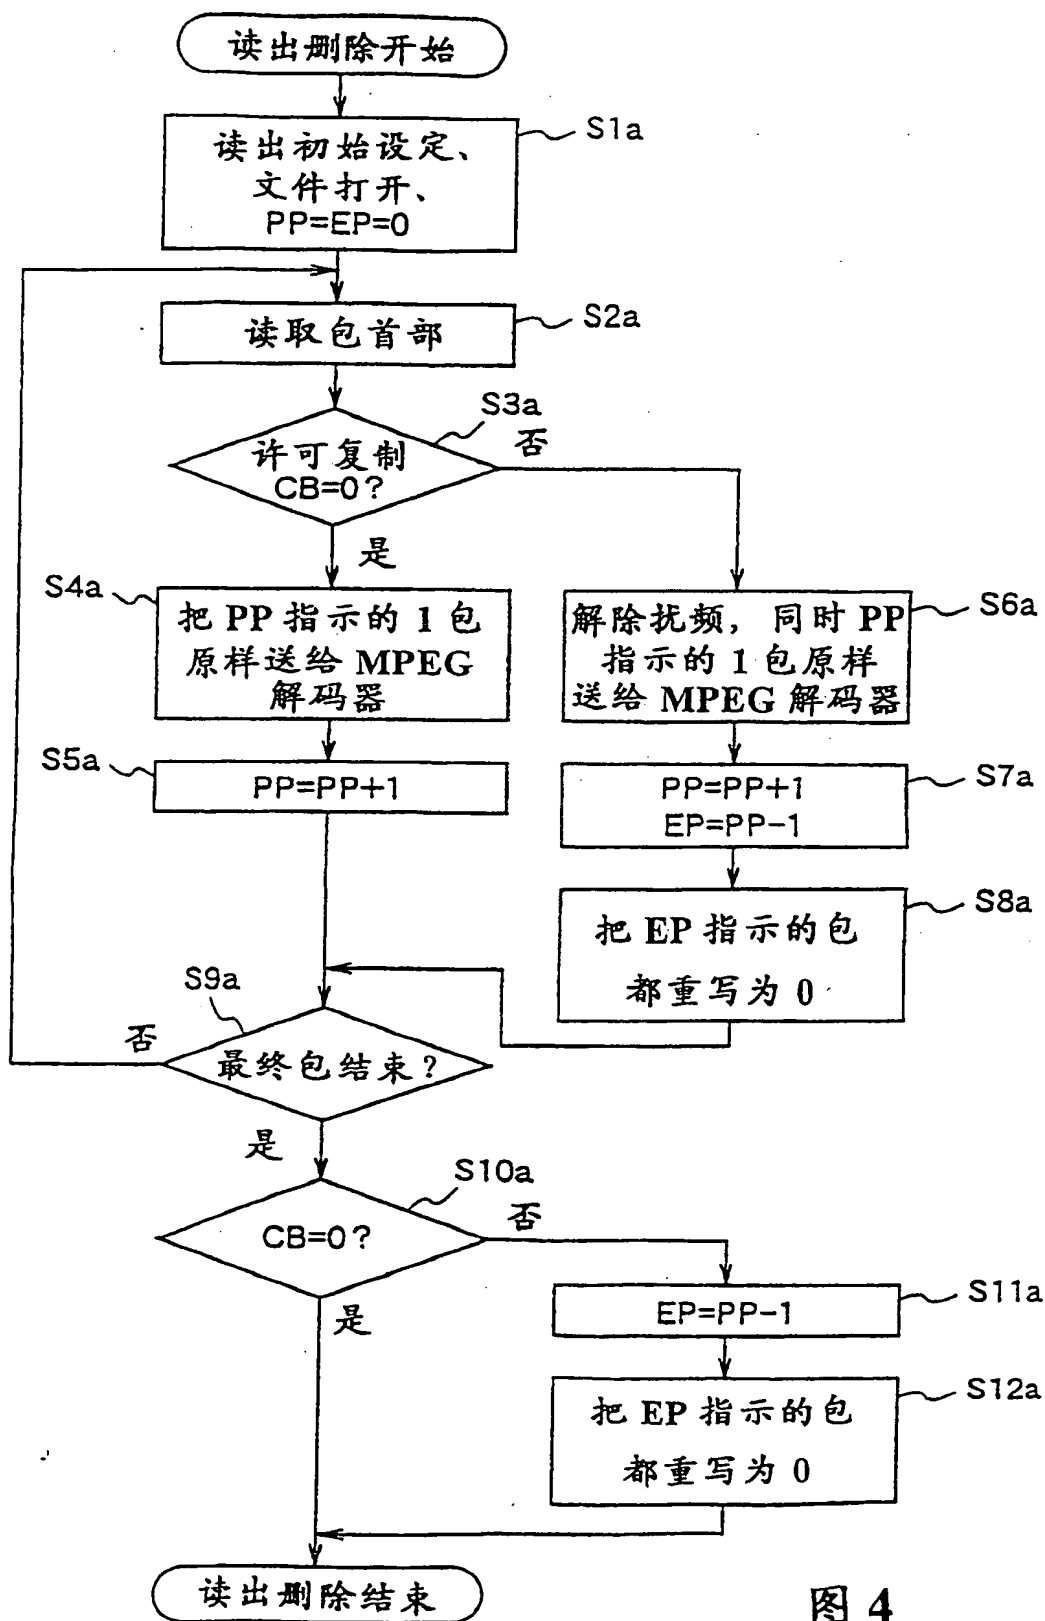 读出删除开始
读出初始设定、
文件打开、
PP=EP=0
S1a
读取包首部
S2a
S3a
许可复制
CB=0?
否
是
S4a
把 PP 指示的 1 包
原样送给 MPEG
解码器
S6a
解除扰频，同时 PP
指示的 1 包原样
送给 MPEG 解码器
S5a
PP=PP+1
S7a
PP=PP+1
EP=PP-1
S8a
把 EP 指示的包
都重写为 0
S9a
否
最终包结束?
是
S10a
CB=0?
否
是
S11a
EP=PP-1
S12a
把 EP 指示的包
都重写为 0
读出删除结束
图 4